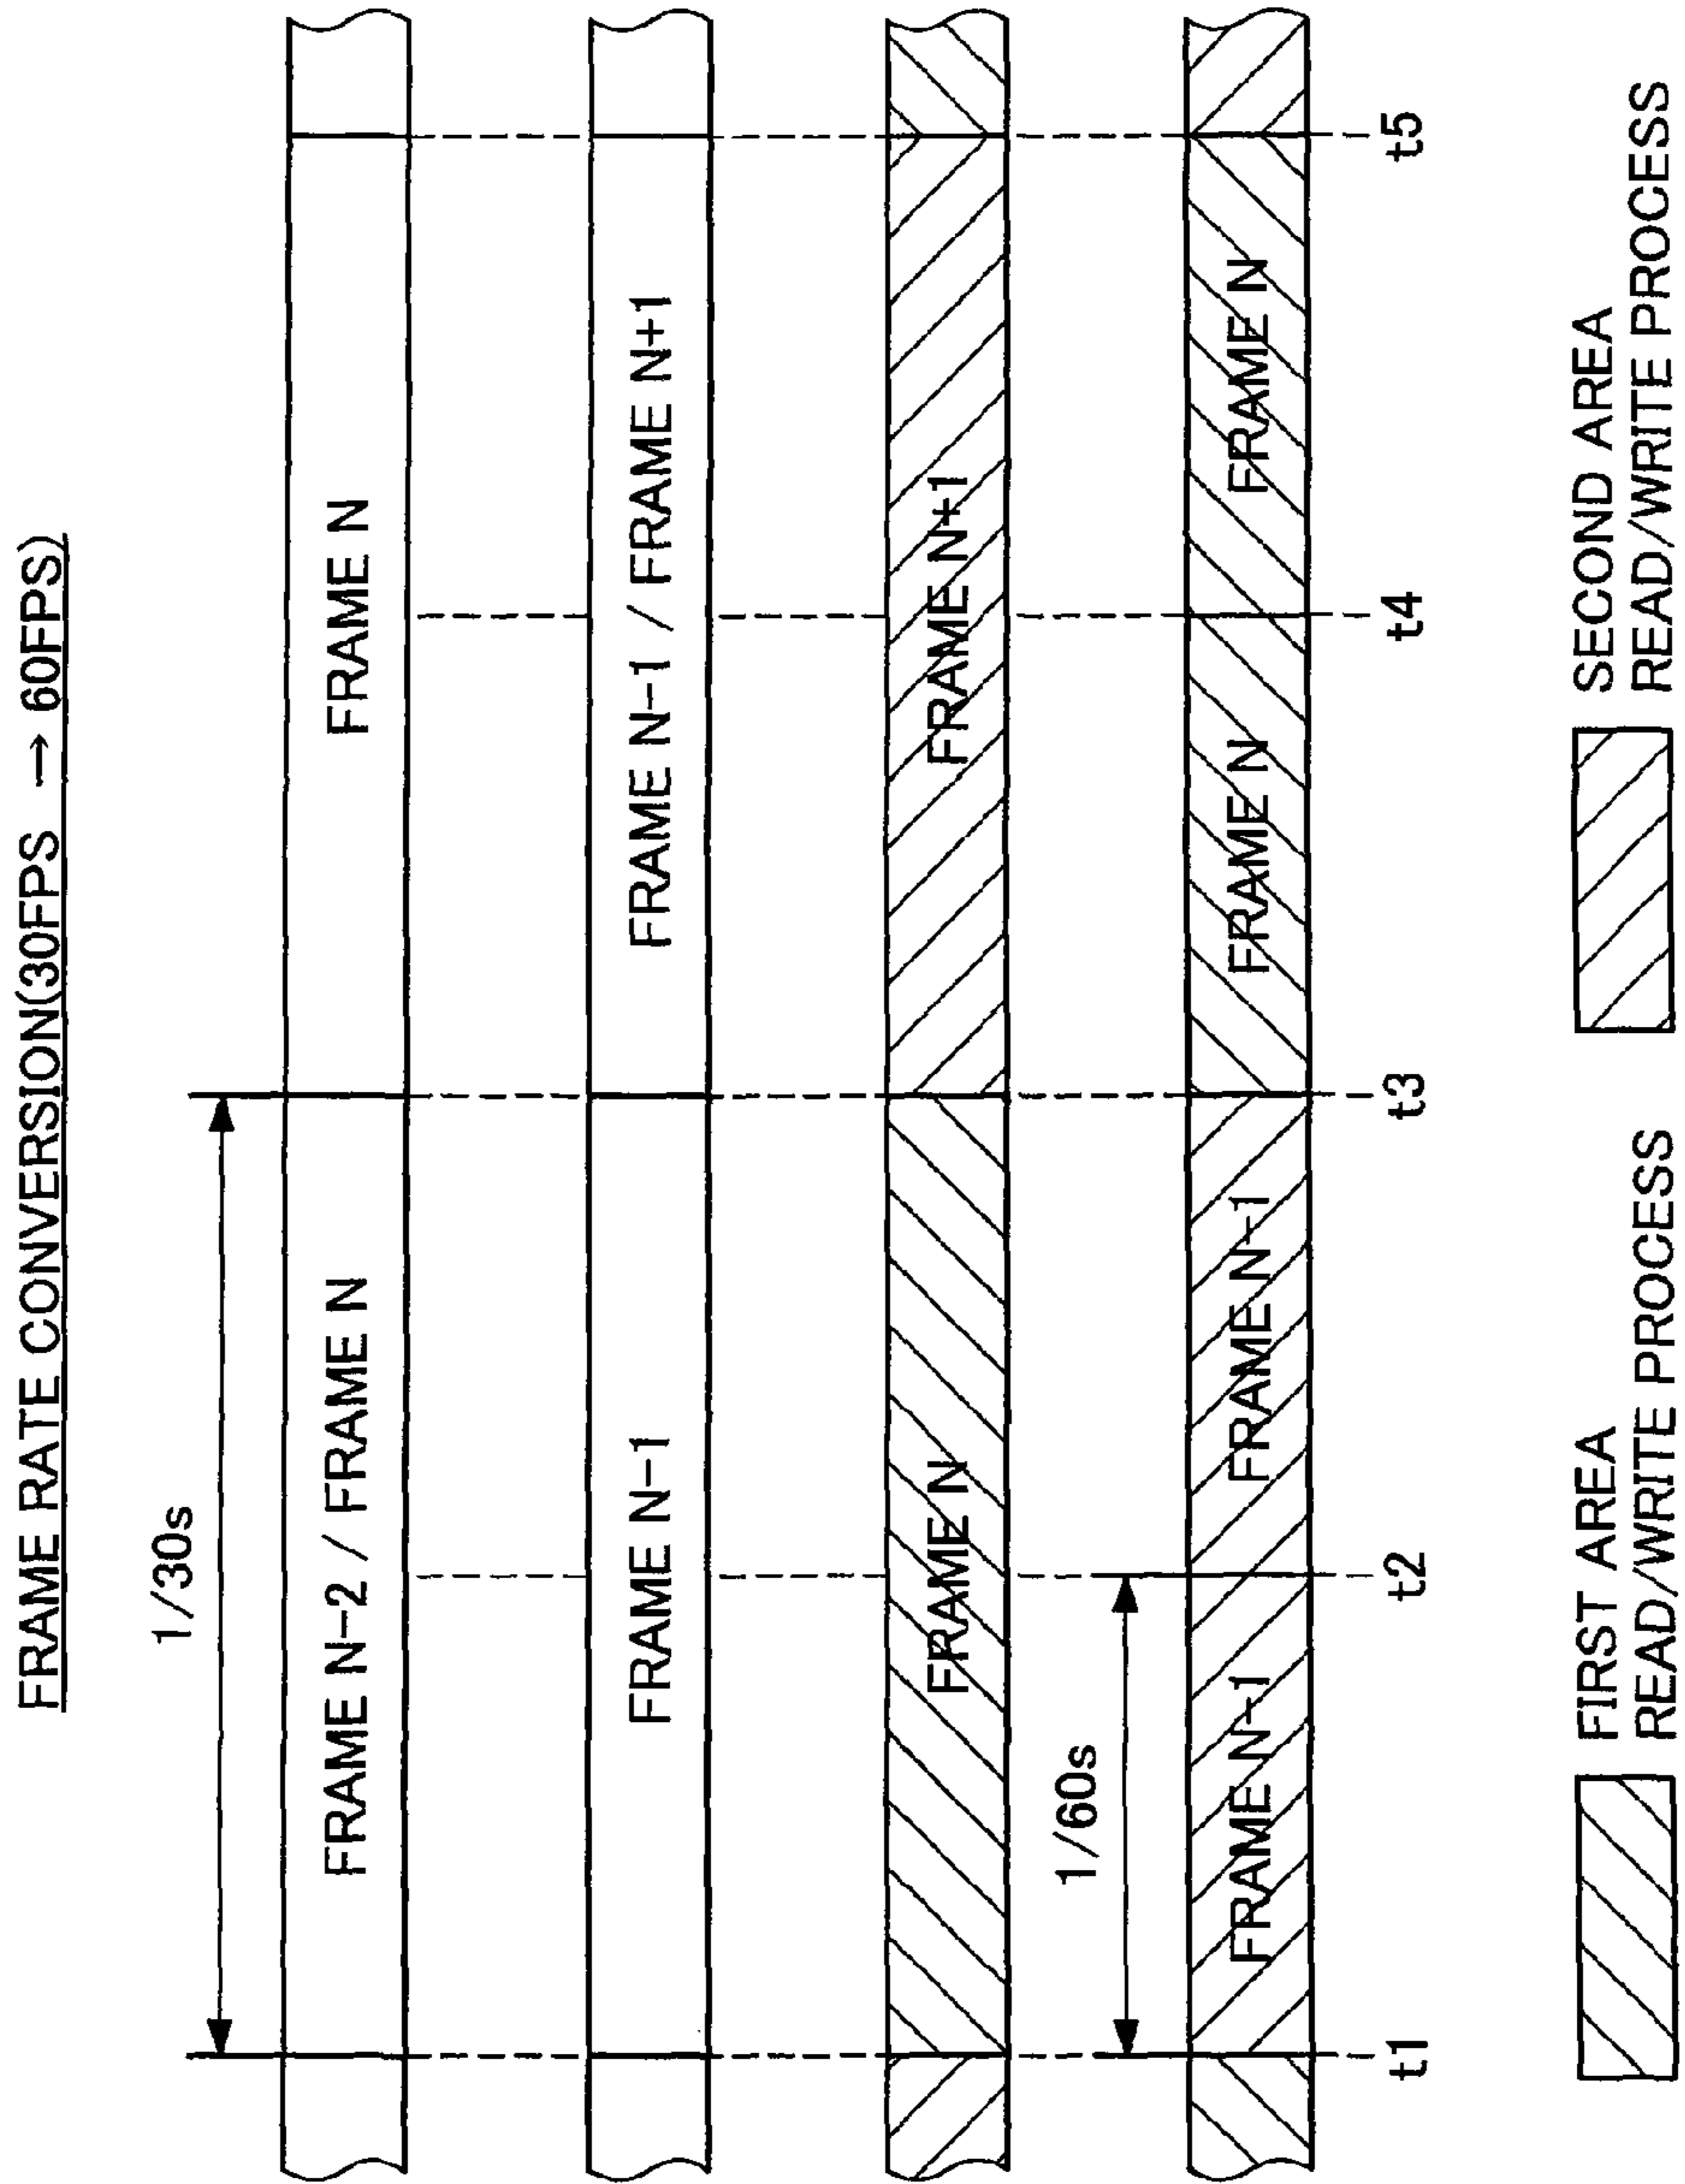 FRAME RATE CONVERSION(30FPS → 60FPS)
1/30s
FRAME N-2 / FRAME N
FRAME N
FRAME N-1
FRAME N-1 / FRAME N+1
FRAME N
FRAME N+1
1/60s
FRAME N-1
FRAME N-1
FRAME N
FRAME N
t1
t2
t3
t4
t5
FIRST AREA
READ/WRITE PROCESS
SECOND AREA
READ/WRITE PROCESS